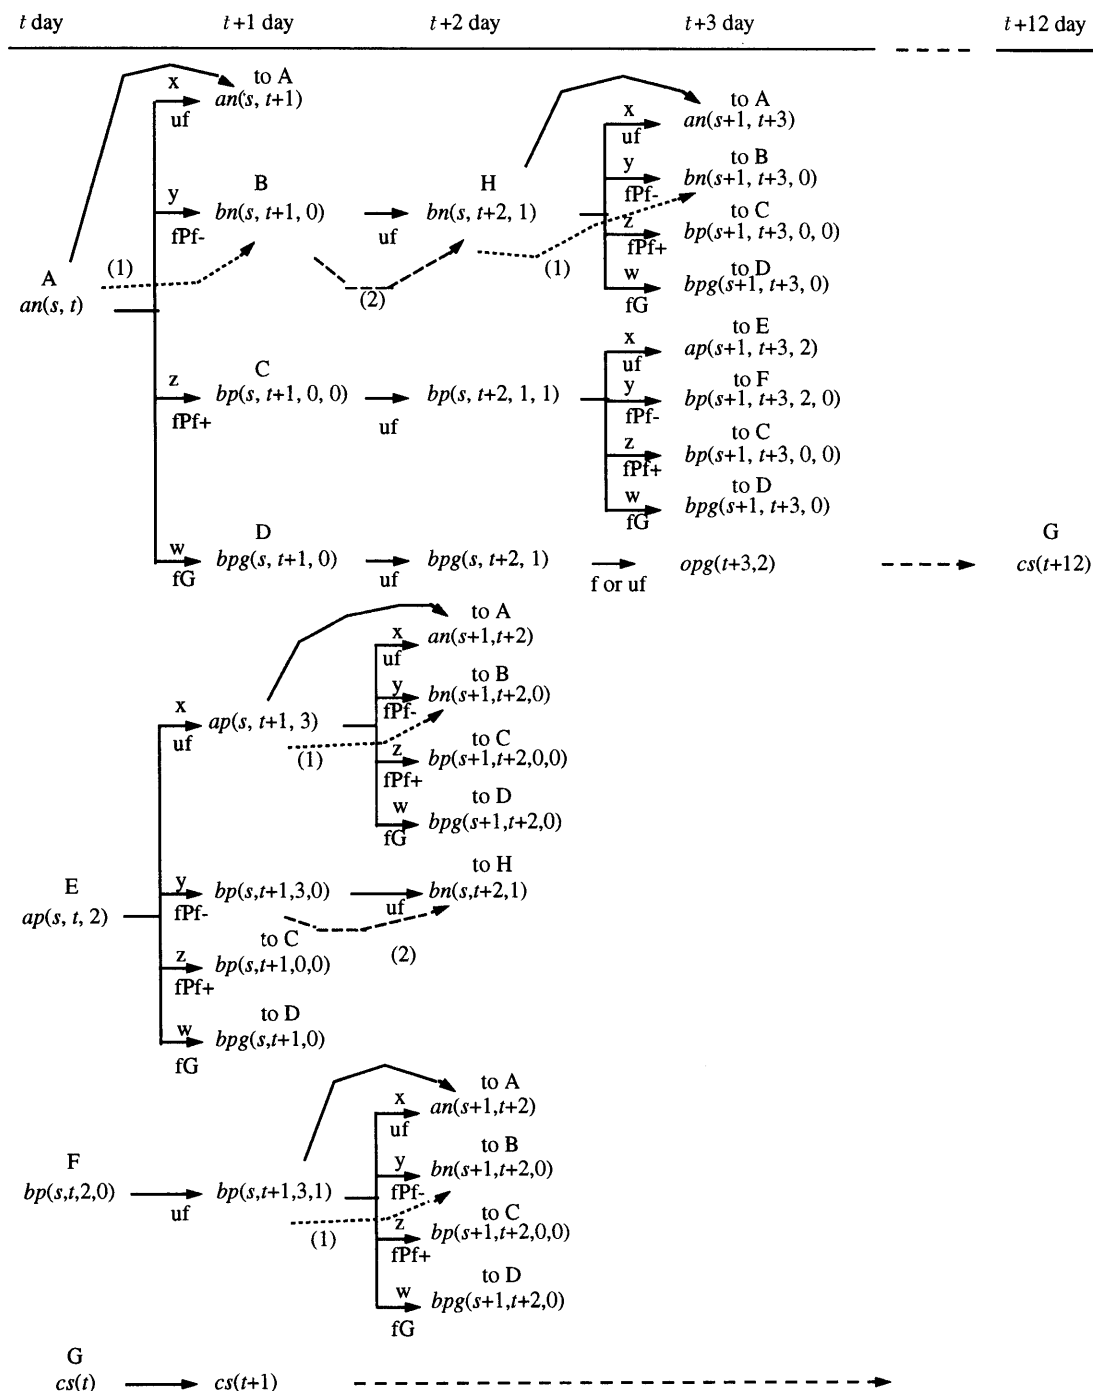 t day t+1 day t+2 day t+3 day t+12 day
x to A
uf an(s, t+1)
x to A
uf an(s+1, t+3)
y to B
fPf- bn(s+1, t+3, 0)
y B H
fPf- bn(s, t+1, 0) uf bn(s, t+2, 1)
z to C
fPf+ bp(s+1, t+3, 0, 0)
A (1) (2) (1)
an(s, t)
w to D
fG bpg(s+1, t+3, 0)
x to E
uf ap(s+1, t+3, 2)
z C
fPf+ bp(s, t+1, 0, 0) uf bp(s, t+2, 1, 1)
y to F
fPf- bp(s+1, t+3, 2, 0)
z to C
fPf+ bp(s+1, t+3, 0, 0)
w to D
fG bpg(s+1, t+3, 0)
w D G
fG bpg(s, t+1, 0) uf bpg(s, t+2, 1) f or uf opg(t+3,2) cs(t+12)
x to A
uf an(s+1,t+2)
y to B
fPf- bn(s+1,t+2,0)
x
uf ap(s, t+1, 3)
(1)
z to C
fPf+ bp(s+1,t+2,0,0)
w to D
fG bpg(s+1,t+2,0)
E y to H
ap(s, t, 2) fPf- bp(s,t+1,3,0) uf bn(s,t+2,1)
(2)
z to C
fPf+ bp(s,t+1,0,0)
w to D
fG bpg(s,t+1,0)
x to A
uf an(s+1,t+2)
y to B
fPf- bn(s+1,t+2,0)
F
bp(s,t,2,0) uf bp(s,t+1,3,1)
(1)
z to C
fPf+ bp(s+1,t+2,0,0)
w to D
fG bpg(s+1,t+2,0)
G
cs(t) cs(t+1)